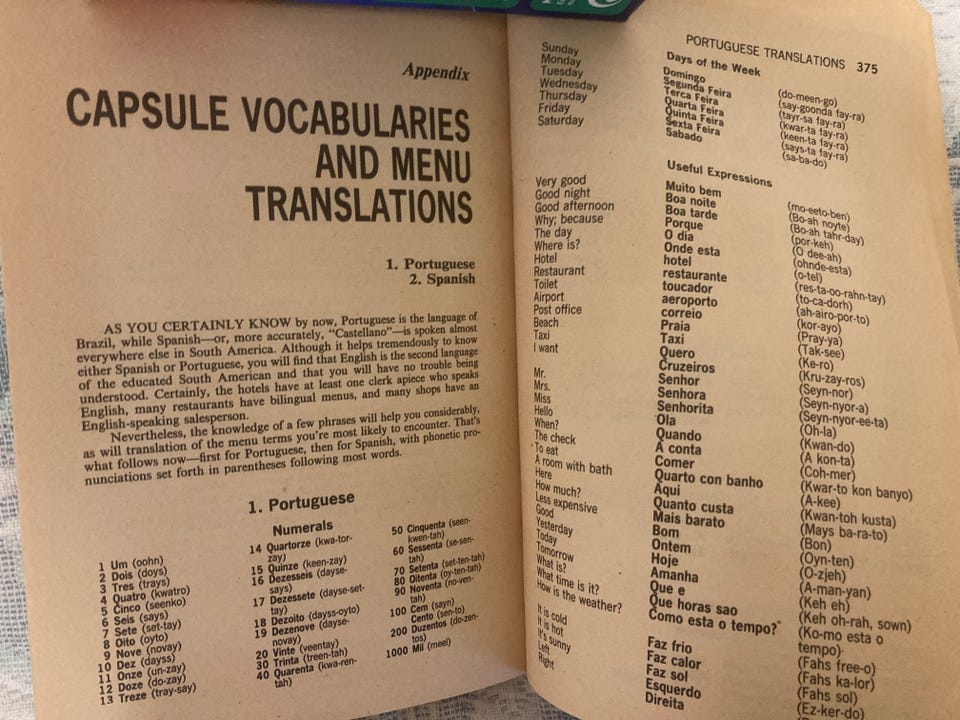 Appendix
CAPSULE VOCABULARIES
AND MENU
TRANSLATIONS
1. Portuguese
2. Spanish
AS YOU CERTAINLY KNOW by now, Portuguese is the language of
Brazil, while Spanish—or, more accurately, "Castellano"—is spoken almost
everywhere else in South America. Although it helps tremendously to know
either Spanish or Portuguese, you will find that English is the second language
of the educated South American and that you will have no trouble being
understood. Certainly, the hotels have at least one clerk apiece who speaks
English, many restaurants have bilingual menus, and many shops have an
English-speaking salesperson.
Nevertheless, the knowledge of a few phrases will help you considerably,
as will translation of the menu terms you're most likely to encounter. That's
what follows now—first for Portuguese, then for Spanish, with phonetic pro-
nunciations set forth in parentheses following most words.
1. Portuguese
Numerals
1 Um (oohn)
2 Dois (doys)
3 Tres (trays)
4 Quatro (kwatro)
5 Cinco (seenko)
6 Seis (says)
7 Sete (set-tay)
8 Oito (oyto)
9 Nove (novay)
10 Dez (dayss)
11 Onze (un-zay)
12 Doze (do-zay)
13 Treze (tray-say)
14 Quartorze (kwa-tor-
zay)
15 Quinze (keen-zay)
16 Dezesseis (dayse-
says)
17 Dezessete (dayse-set-
tay)
18 Dezoito (dayss-oyto)
19 Dezenove (dayse-
novay)
20 Vinte (veentay)
30 Trinta (treen-tah)
40 Quarenta (kwa-ren-
tah)
50 Cinquenta (seen-
kwen-tah)
60 Sessenta (se-sen-
tah)
70 Setenta (set-ten-tah)
80 Oitenta (oy-ten-tah)
90 Noventa (no-ven-
tah)
100 Cem (sayn)
Cento (sen-to)
200 Duzentos (do-zen-
tos)
1000 Mil (meel)
PORTUGUESE TRANSLATIONS 375
Days of the Week
Sunday Domingo (do-meen-go)
Monday Segunda Feira (say-goonda fay-ra)
Tuesday Terca Feira (tayr-sa fay-ra)
Wednesday Quarta Feira (kwar-ta fay-ra)
Thursday Quinta Feira (keen-ta fay-ra)
Friday Sexta Feira (says-ta fay-ra)
Saturday Sabado (sa-ba-do)
Useful Expressions
Very good Muito bem (mo-eeto-ben)
Good night Boa noite (Bo-ah noyte)
Good afternoon Boa tarde (Bo-ah tahr-day)
Why; because Porque (por-keh)
The day O dia (O dee-ah)
Where is? Onde esta (ohnde-esta)
Hotel hotel (o-tel)
Restaurant restaurante (res-ta-oo-rahn-tay)
Toilet toucador (to-ca-dorh)
Airport aeroporto (ah-airo-por-to)
Post office correio (kor-ayo)
Beach Praia (Pray-ya)
Taxi Taxi (Tak-see)
I want Quero (Ke-ro)
Cruzeiros (Kru-zay-ros)
Mr. Senhor (Seyn-nor)
Mrs. Senhora (Seyn-nyor-a)
Miss Senhorita (Seyn-nyor-ee-ta)
Hello Ola (Oh-la)
When? Quando (Kwan-do)
The check A conta (A kon-ta)
To eat Comer (Coh-mer)
A room with bath Quarto con banho (Kwar-to kon banyo)
Here Aqui (A-kee)
How much? Quanto custa (Kwan-toh kusta)
Less expensive Mais barato (Mays ba-ra-to)
Good Bom (Bon)
Yesterday Ontem (Oyn-ten)
Today Hoje (O-zjeh)
Tomorrow Amanha (A-man-yan)
What is? Que e (Keh eh)
What time is it? Que horas sao (Keh oh-rah, sown)
How is the weather? Como esta o tempo? (Ko-mo esta o
tempo)
It is cold Faz frio (Fahs free-o)
It is hot Faz calor (Fahs ka-lor)
It's sunny Faz sol (Fahs sol)
Left Esquerdo (Ez-ker-do)
Right Direita